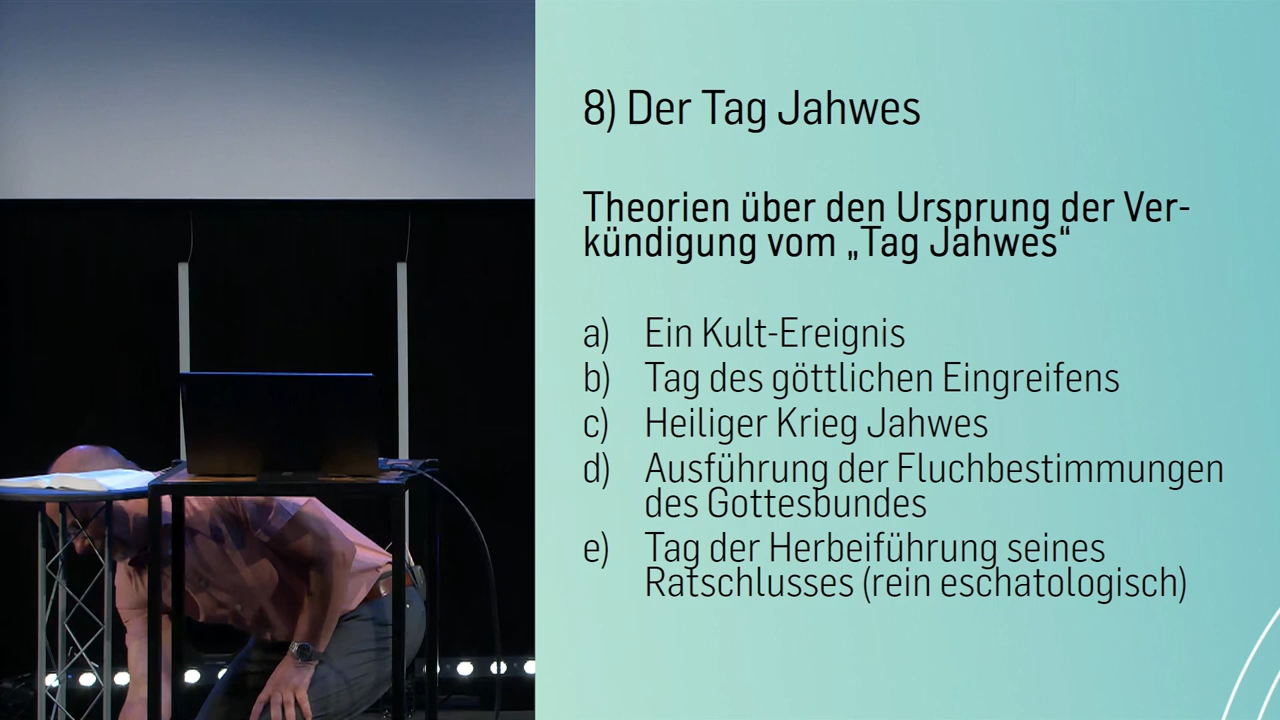 8) Der Tag Jahwes
Theorien über den Ursprung der Ver-
kündigung vom „Tag Jahwes“
a) Ein Kult-Ereignis
b) Tag des göttlichen Eingreifens
c) Heiliger Krieg Jahwes
d) Ausführung der Fluchbestimmungen
des Gottesbundes
e) Tag der Herbeiführung seines
Ratschlusses (rein eschatologisch)